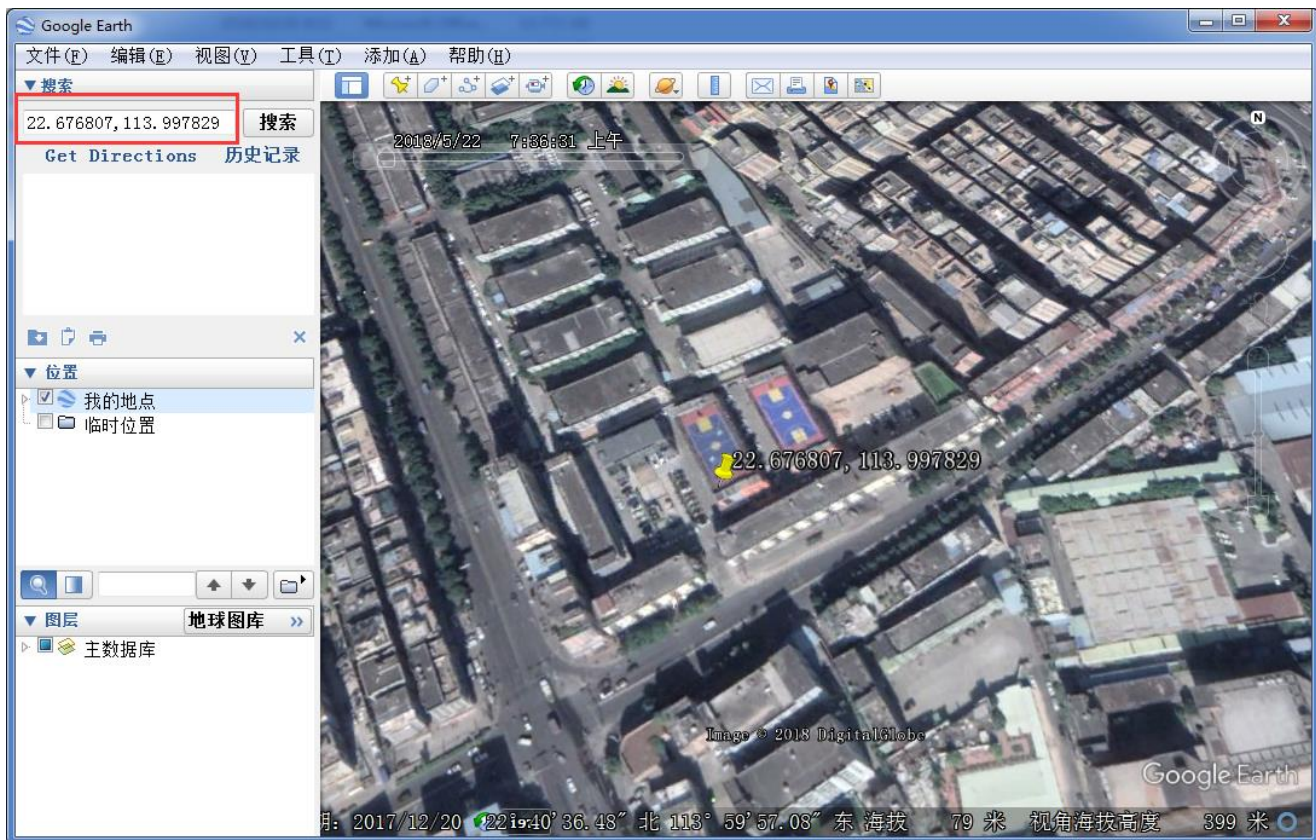 Google Earth
文件(F) 编辑(E) 视图(V) 工具(T) 添加(A) 帮助(H)
搜索
22.676807,113.997829 搜索
Get Directions 历史记录
2018/5/22 7:36:31 上午
N
位置
我的地点
临时位置
22.676807, 113.997829
图层 地球图库 »
主数据库
Image © 2018 DigitalGlobe
Google Earth
期: 2017/12/20 22° 40′36.48″ 北 113° 59′57.08″ 东 海拔 79 米 视角海拔高度 399 米